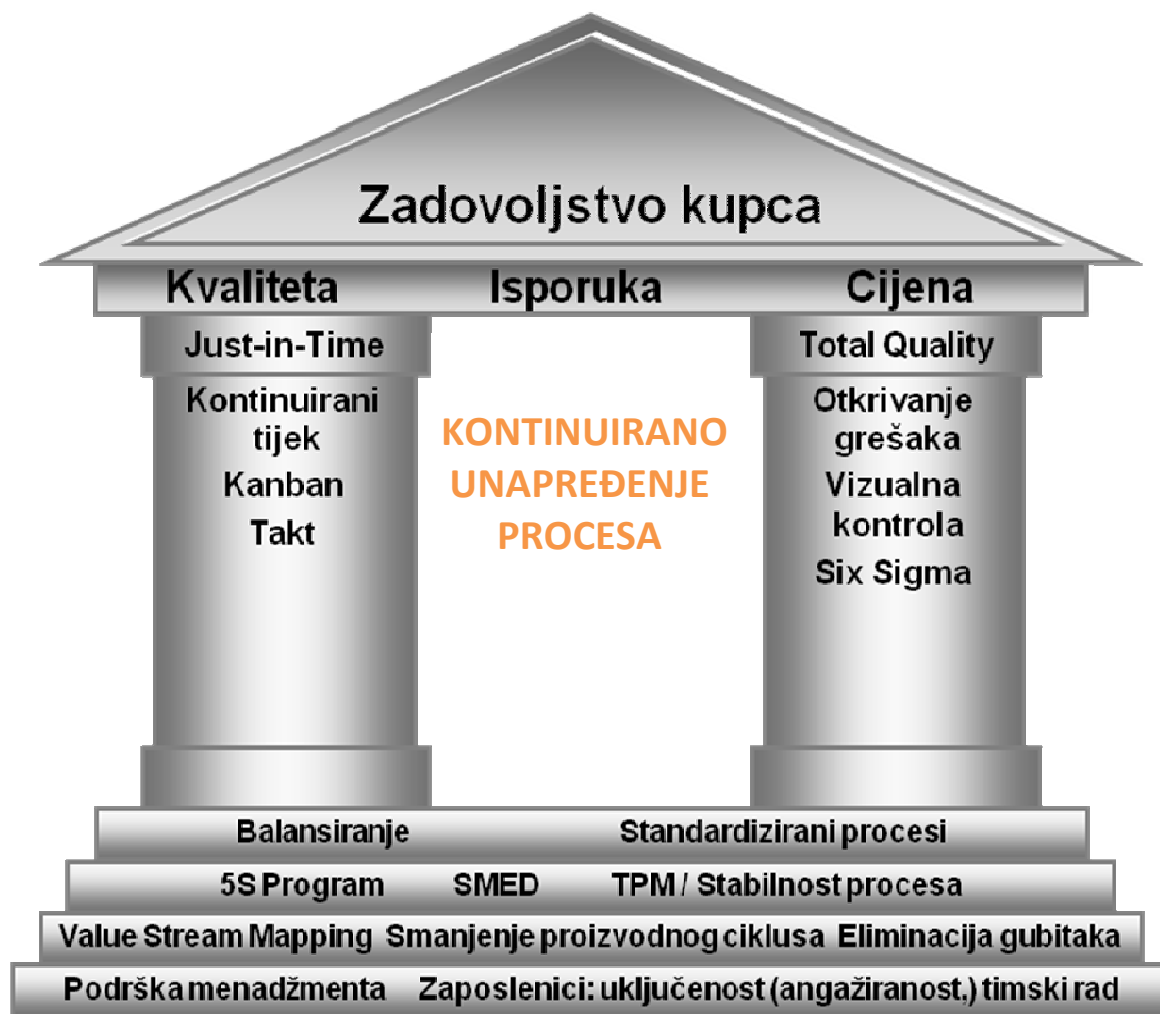 Zadovoljstvo kupca
Kvaliteta Isporuka Cijena
Just-in-Time
Kontinuirani
tijek
Kanban
Takt
KONTINUIRANO
UNAPREĐENJE
PROCESA
Total Quality
Otkrivanje
grešaka
Vizualna
kontrola
Six Sigma
Balansiranje Standardizirani procesi
5S Program SMED TPM / Stabilnost procesa
Value Stream Mapping Smanjenje proizvodnog ciklusa Eliminacija gubitaka
Podrška menadžmenta Zaposlenici: uključenost (angažiranost,) timski rad